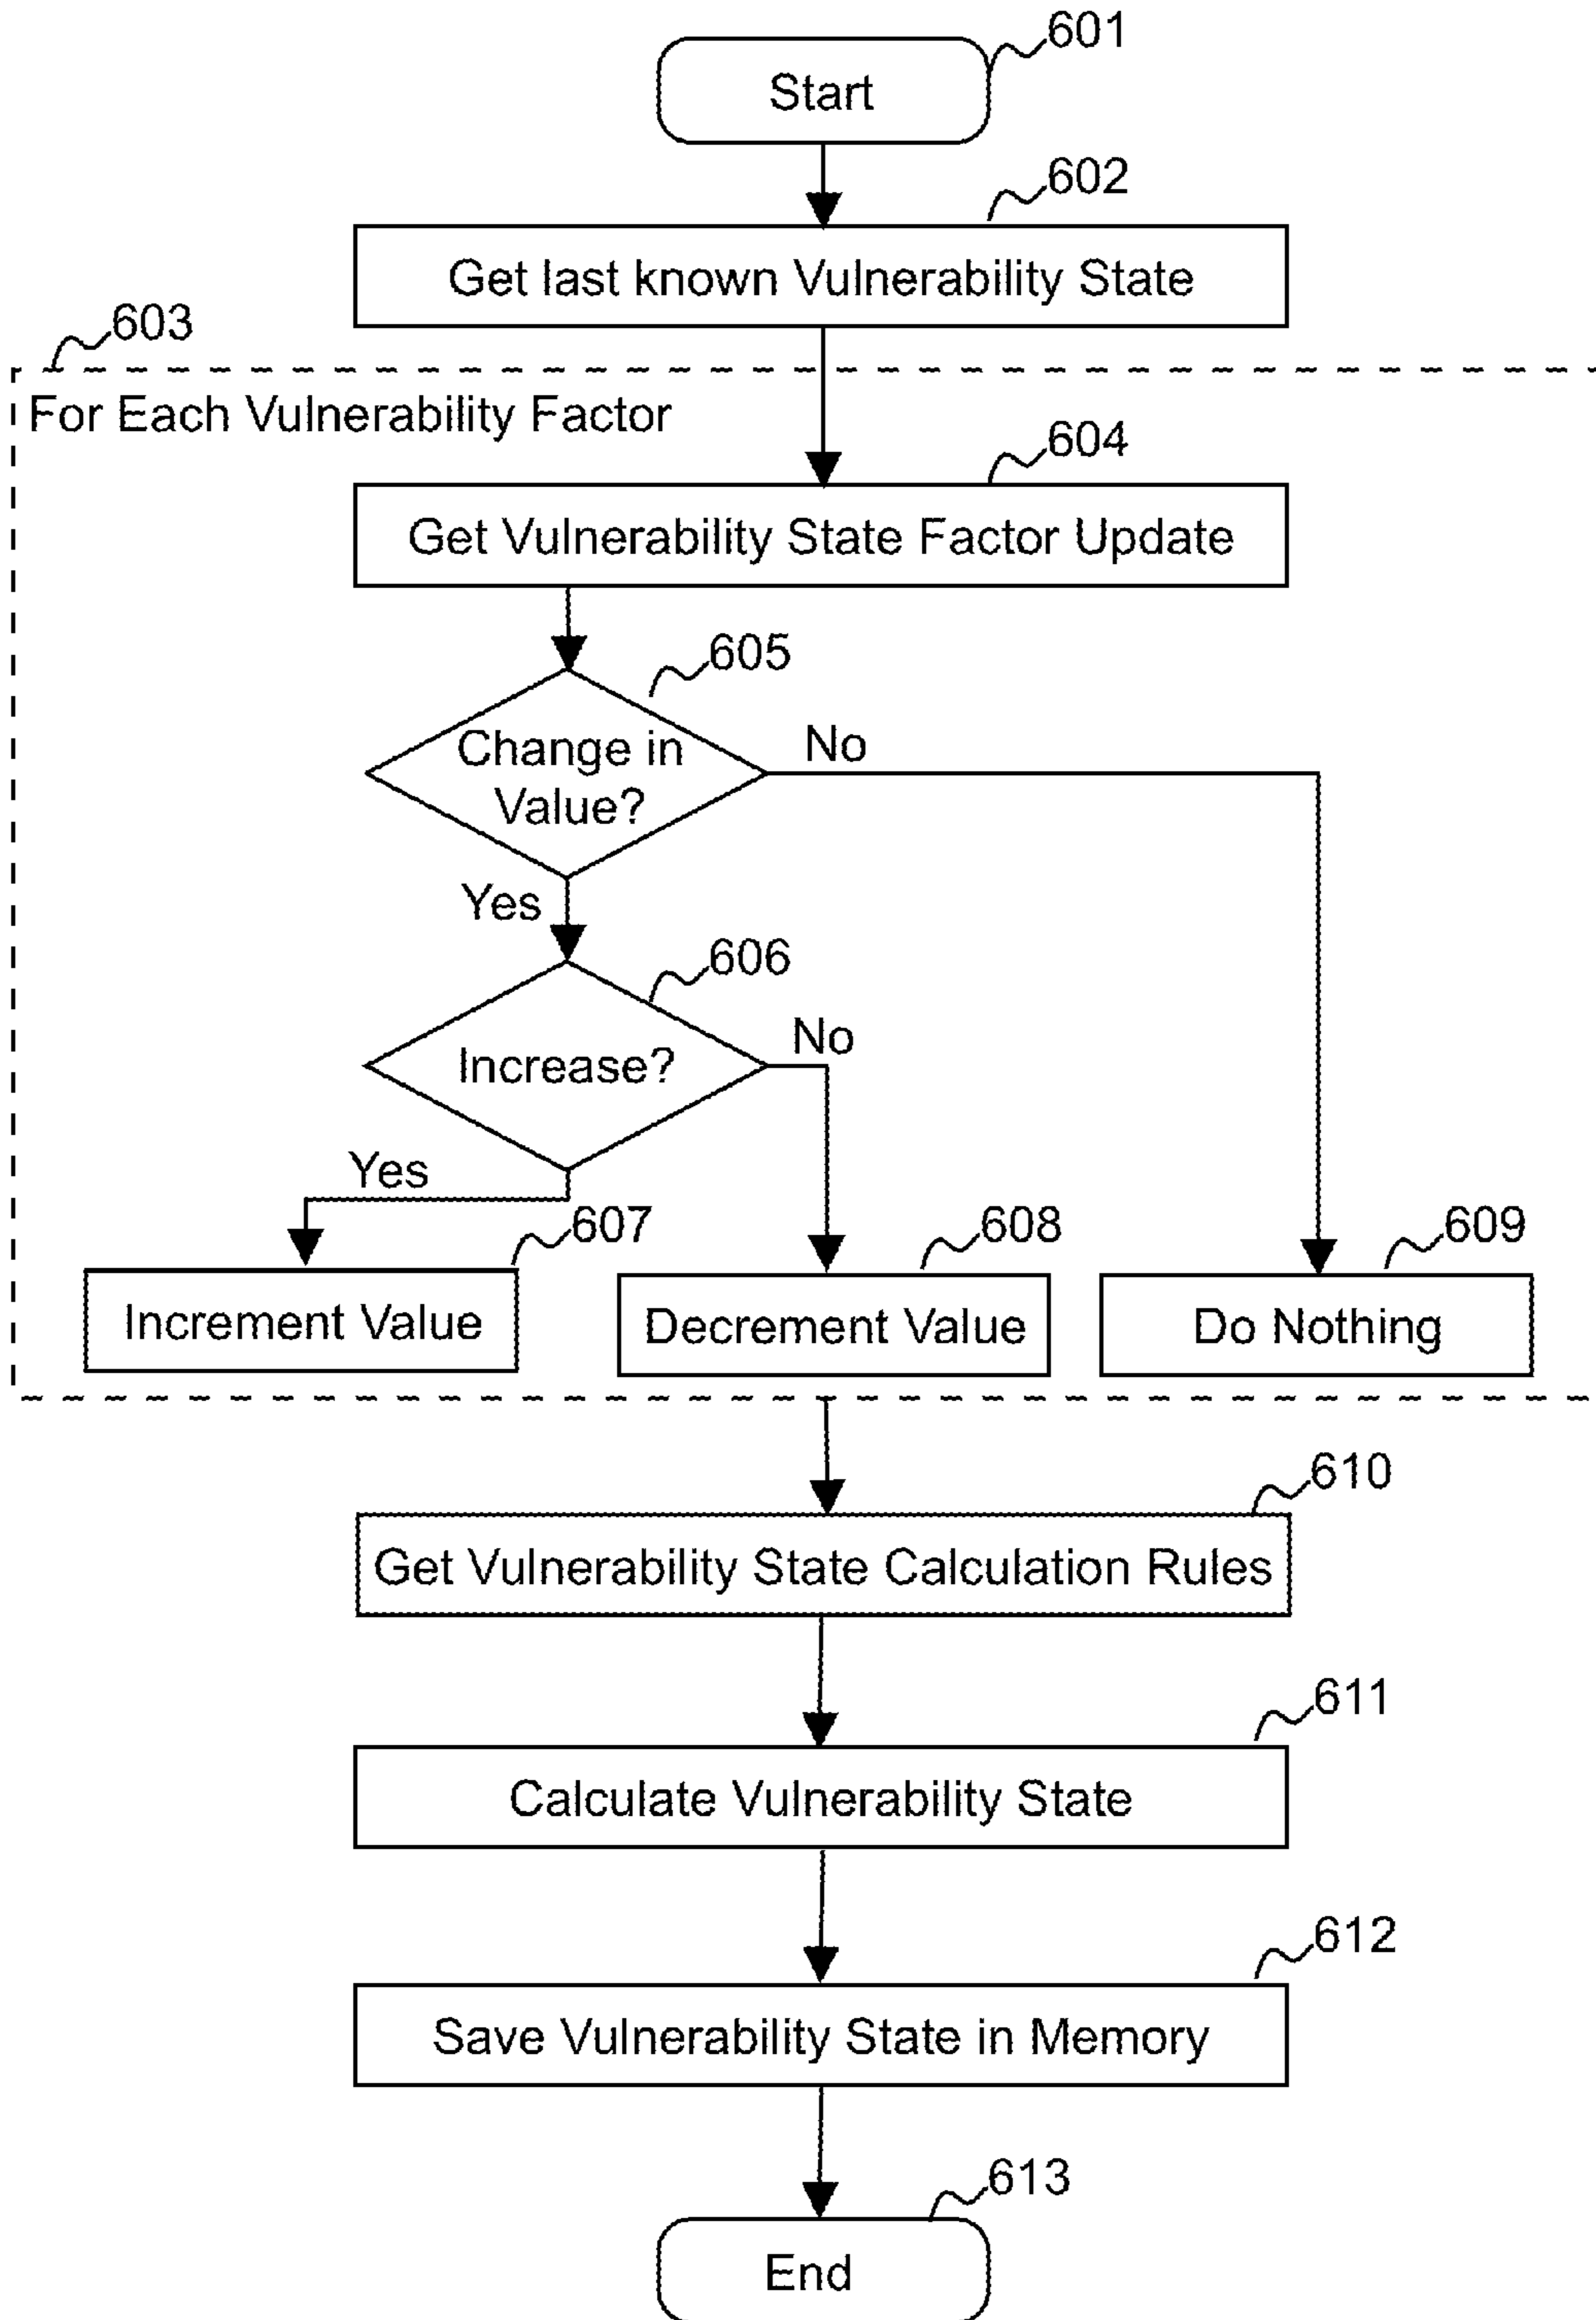 601
Start
602
Get last known Vulnerability State
603
For Each Vulnerability Factor
604
Get Vulnerability State Factor Update
605
Change in
Value?
No
Yes
606
Increase?
No
Yes
607
608
609
Increment Value
Decrement Value
Do Nothing
610
Get Vulnerability State Calculation Rules
611
Calculate Vulnerability State
612
Save Vulnerability State in Memory
613
End